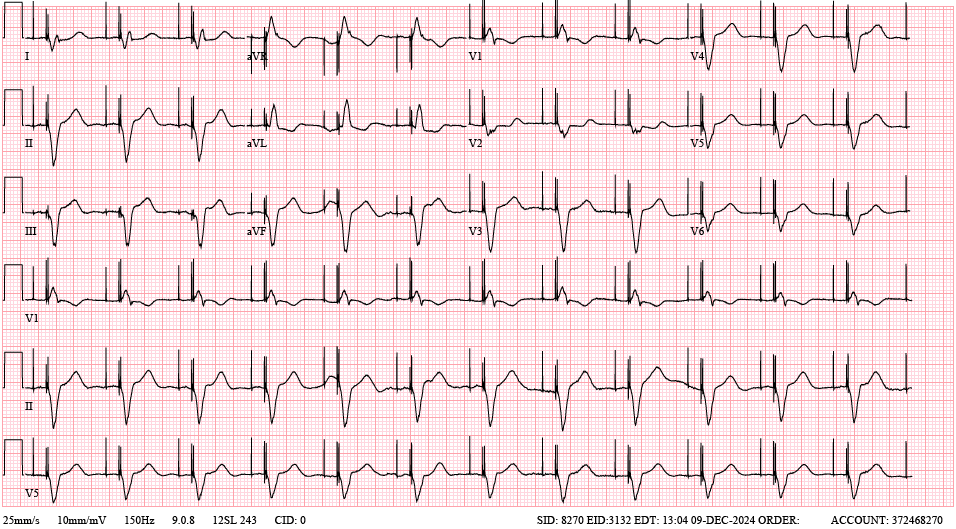 I aVR V1 V4
II aVL V2 V5
III aVF V3 V6
V1
II
V5
25mm/s 10mm/mV 150Hz 9.0.8 12SL 243 CID: 0 SID: 8270 EID:3132 EDT: 13:04 09-DEC-2024 ORDER: ACCOUNT: 372468270